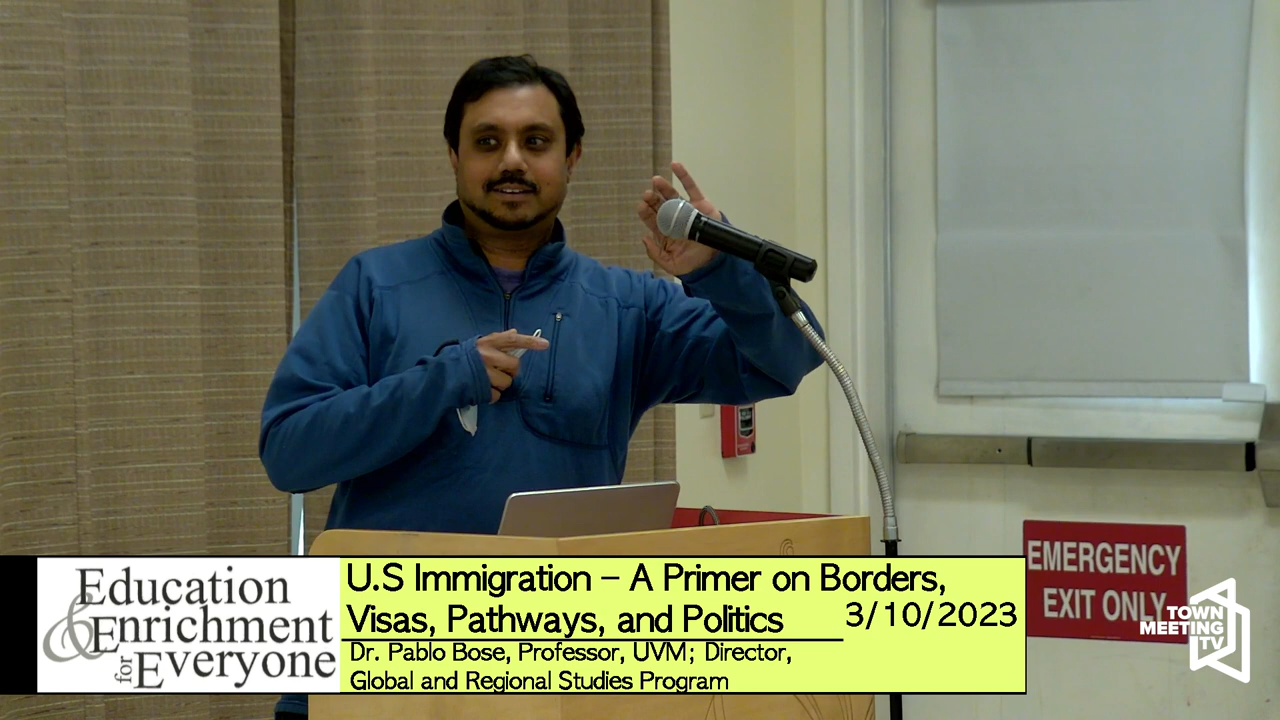 EMERGENCY
EXIT ONLY
TOWN
MEETING
TV
Education
& Enrichment
for Everyone
U.S Immigration – A Primer on Borders,
Visas, Pathways, and Politics 3/10/2023
Dr. Pablo Bose, Professor, UVM; Director,
Global and Regional Studies Program